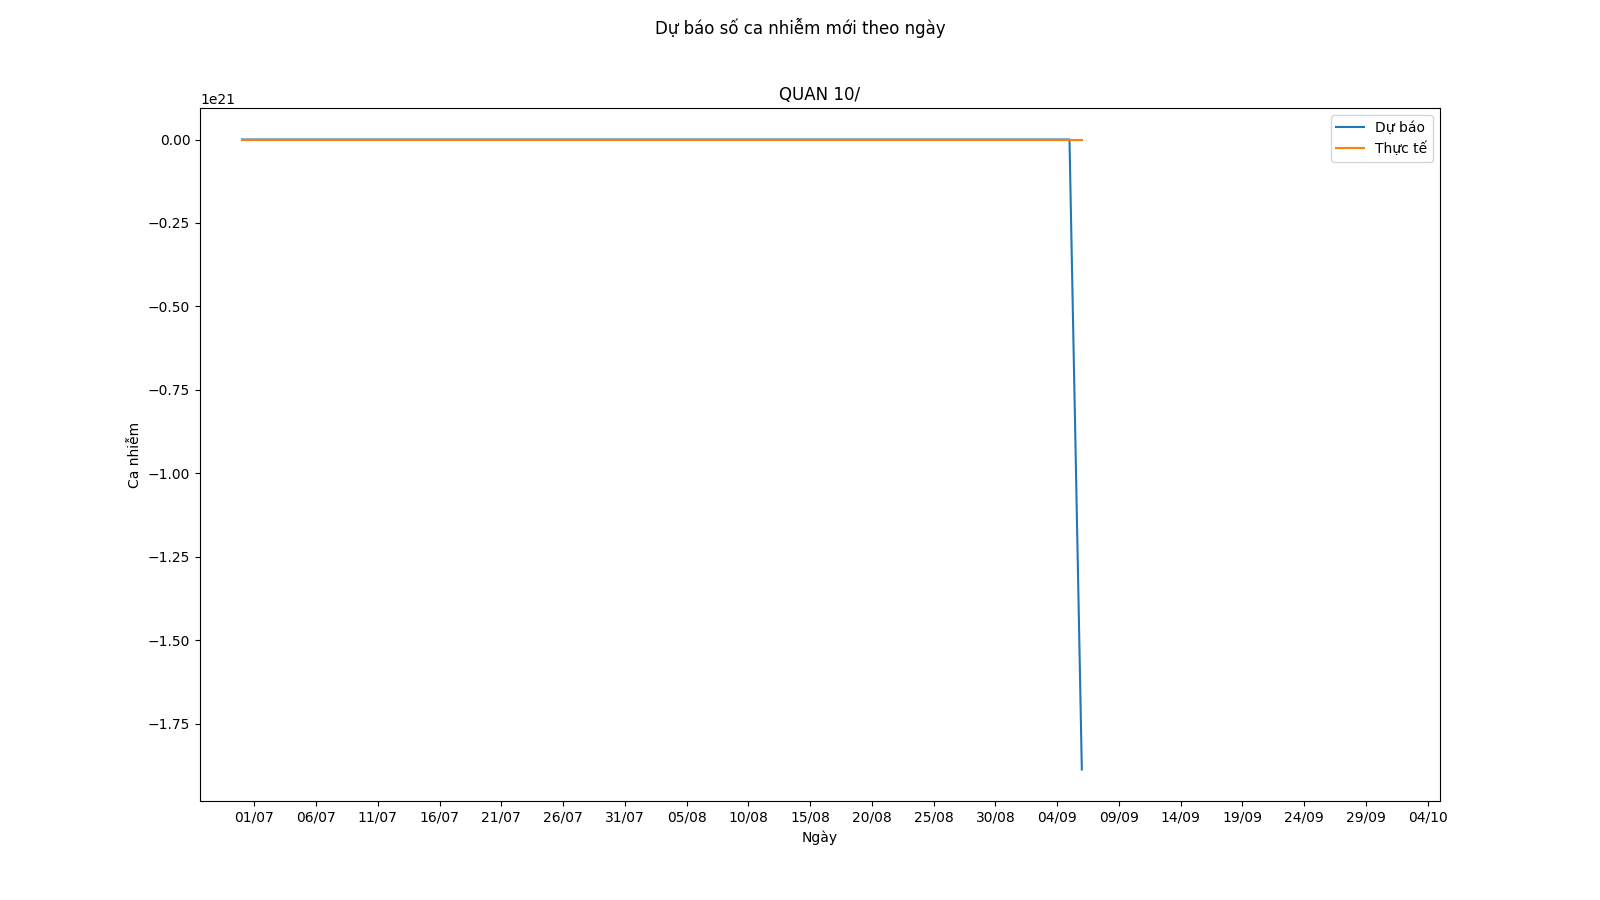 Dự báo số ca nhiễm mới theo ngày
QUAN 10/
1e21
0.00
−0.25
−0.50
−0.75
−1.00
−1.25
−1.50
−1.75
Ca nhiễm
Dự báo
Thực tế
01/07 06/07 11/07 16/07 21/07 26/07 31/07 05/08 10/08 15/08 20/08 25/08 30/08 04/09 09/09 14/09 19/09 24/09 29/09 04/10
Ngày